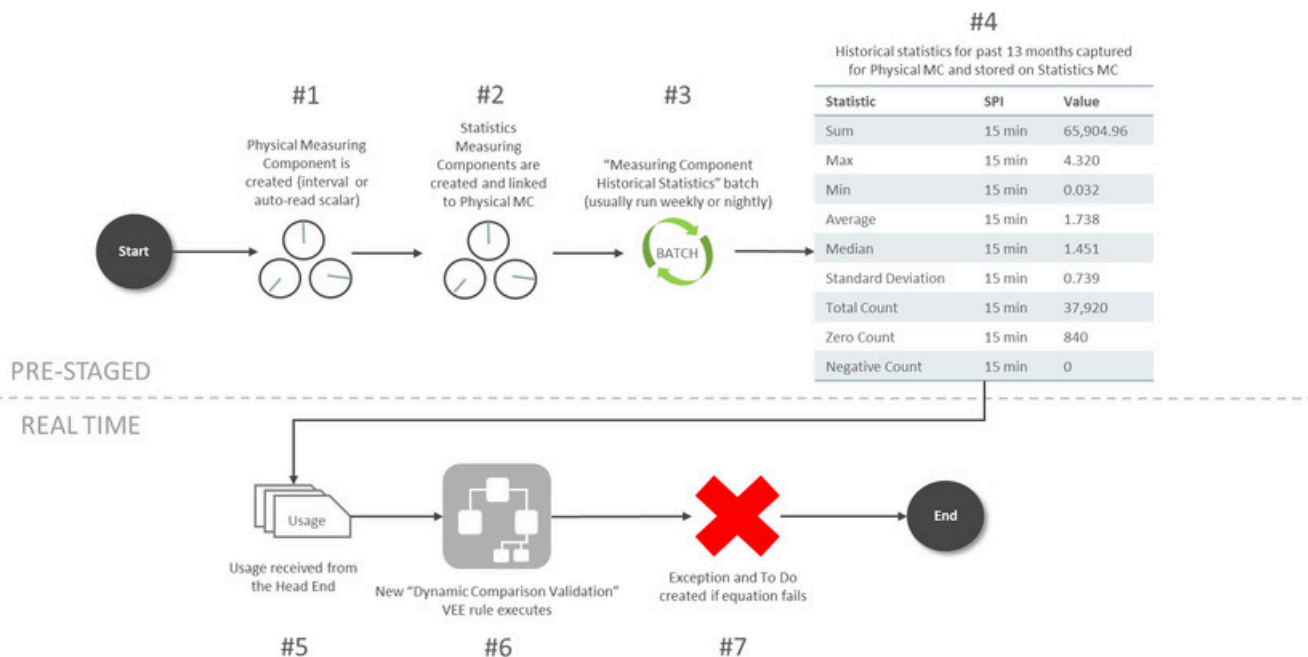 #1
Physical Measuring
Component is
created (interval or
auto-read scalar)
#2
Statistics
Measuring
Components are
created and linked
to Physical MC
#3
“Measuring Component
Historical Statistics” batch
(usually run weekly or nightly)
#4
Historical statistics for past 13 months captured
for Physical MC and stored on Statistics MC
Statistic SPI Value
Sum 15 min 65,904.96
Max 15 min 4.320
Min 15 min 0.032
Average 15 min 1.738
Median 15 min 1.451
Standard Deviation 15 min 0.739
Total Count 15 min 37,920
Zero Count 15 min 840
Negative Count 15 min 0
Start
BATCH
PRE-STAGED
REAL TIME
Usage
Usage received from
the Head End
#5
New “Dynamic Comparison Validation”
VEE rule executes
#6
Exception and To Do
created if equation fails
#7
End